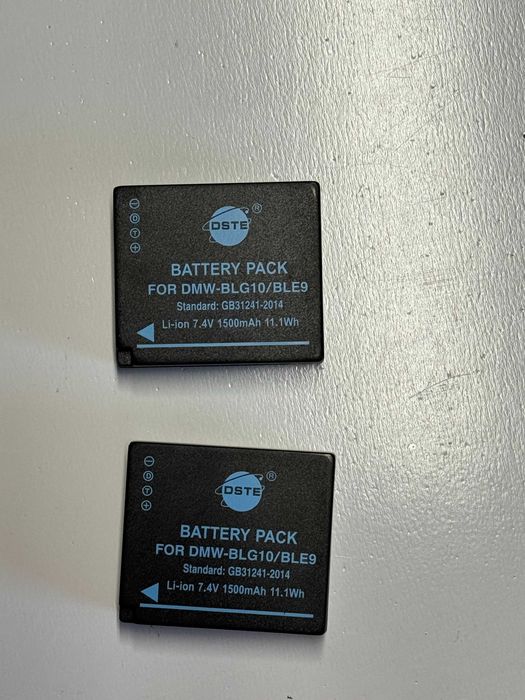 ⊖
Ⓓ
Ⓣ
⊕
DSTE®
BATTERY PACK
FOR DMW-BLG10/BLE9
Standard: GB31241-2014
Li-ion 7.4V 1500mAh 11.1Wh
⊖
Ⓓ
Ⓣ
⊕
DSTE®
BATTERY PACK
FOR DMW-BLG10/BLE9
Standard: GB31241-2014
Li-ion 7.4V 1500mAh 11.1Wh